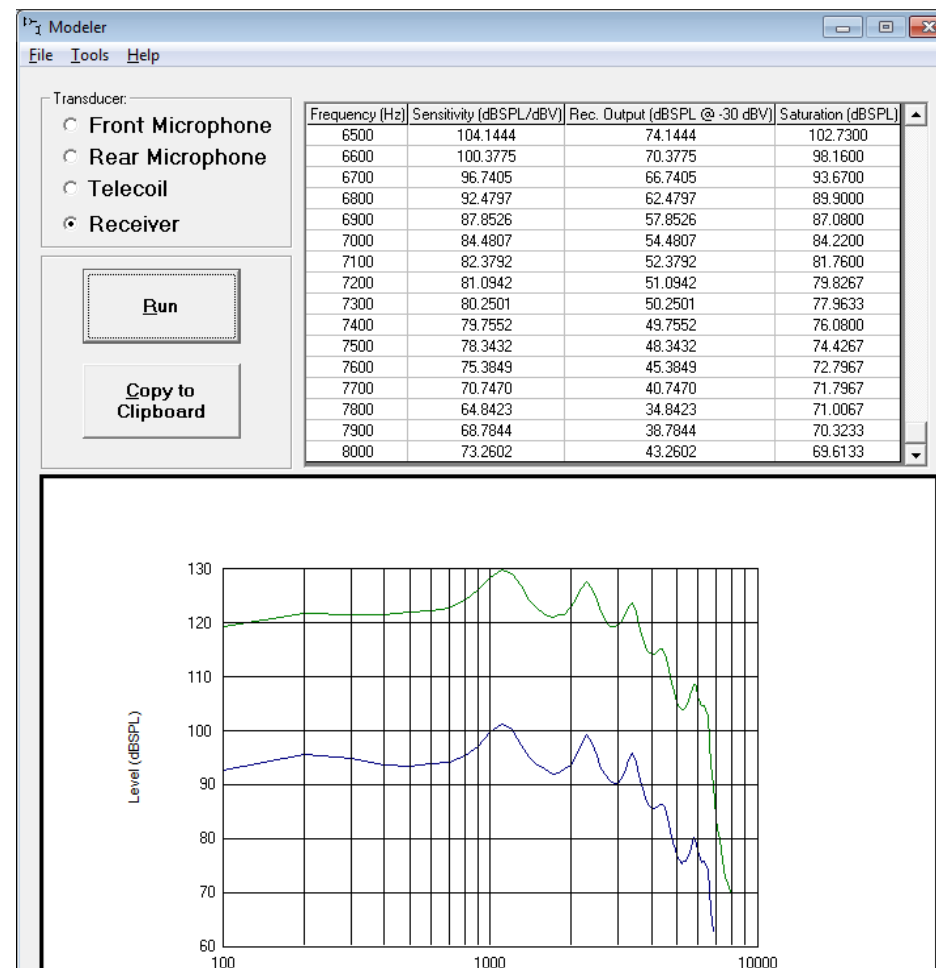 Modeler
File Tools Help
Transducer:
Front Microphone
Rear Microphone
Telecoil
Receiver
Run
Copy to
Clipboard
Frequency (Hz) Sensitivity (dBSPL/dBV) Rec. Output (dBSPL @ -30 dBV) Saturation (dBSPL)
6500 104.1444 74.1444 102.7300
6600 100.3775 70.3775 98.1600
6700 96.7405 66.7405 93.6700
6800 92.4797 62.4797 89.9000
6900 87.8526 57.8526 87.0800
7000 84.4807 54.4807 84.2200
7100 82.3792 52.3792 81.7600
7200 81.0942 51.0942 79.8267
7300 80.2501 50.2501 77.9633
7400 79.7552 49.7552 76.0800
7500 78.3432 48.3432 74.4267
7600 75.3849 45.3849 72.7967
7700 70.7470 40.7470 71.7967
7800 64.8423 34.8423 71.0067
7900 68.7844 38.7844 70.3233
8000 73.2602 43.2602 69.6133
Level (dBSPL)
130
120
110
100
90
80
70
60
100 1000 10000